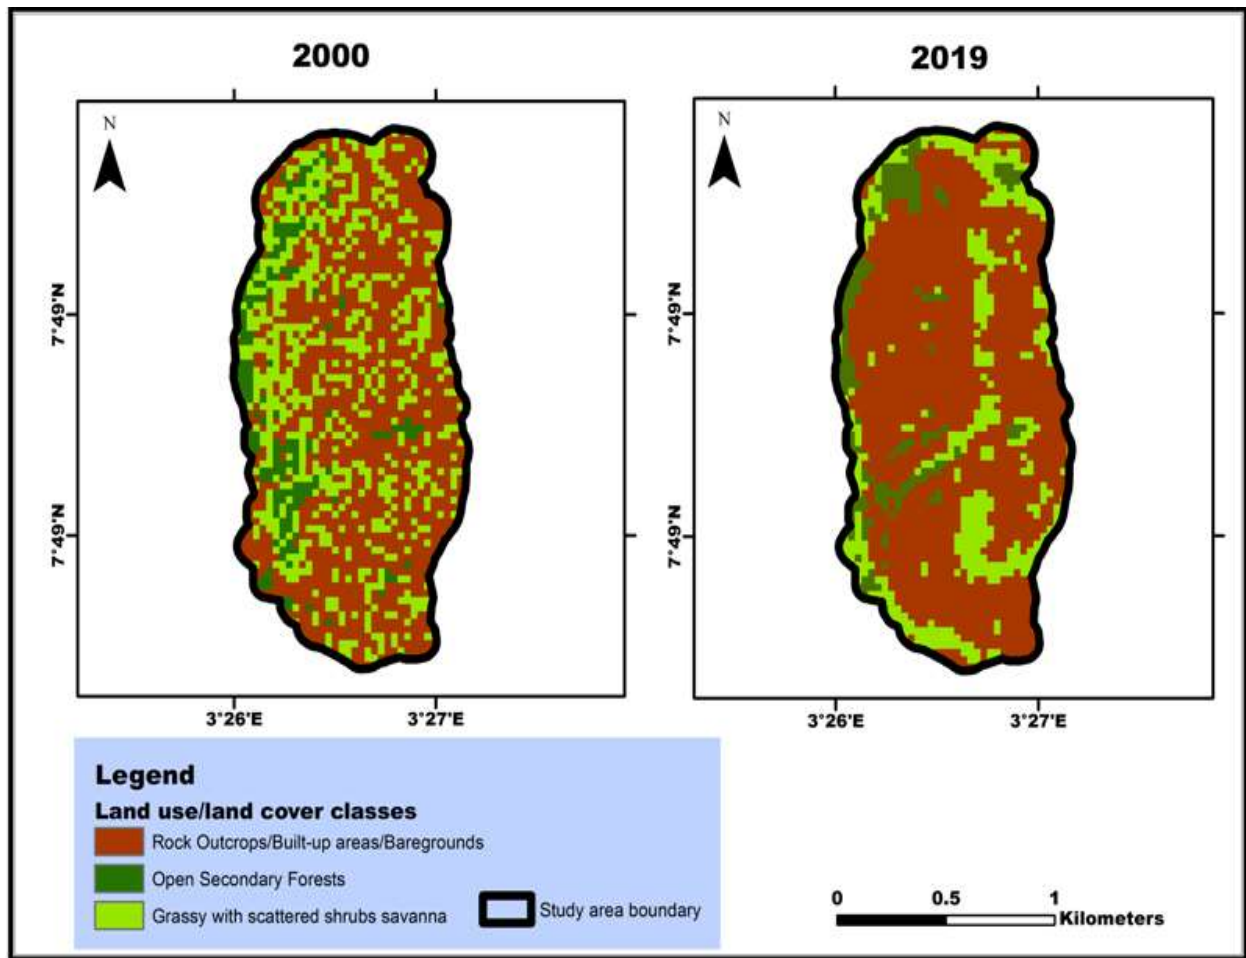 2000
2019
N
N
7°49'N
7°49'N
7°49'N
7°49'N
3°26'E
3°27'E
3°26'E
3°27'E
Legend
Land use/land cover classes
Rock Outcrops/Built-up areas/Baregrounds
Open Secondary Forests
Grassy with scattered shrubs savanna
Study area boundary
0 0.5 1
Kilometers